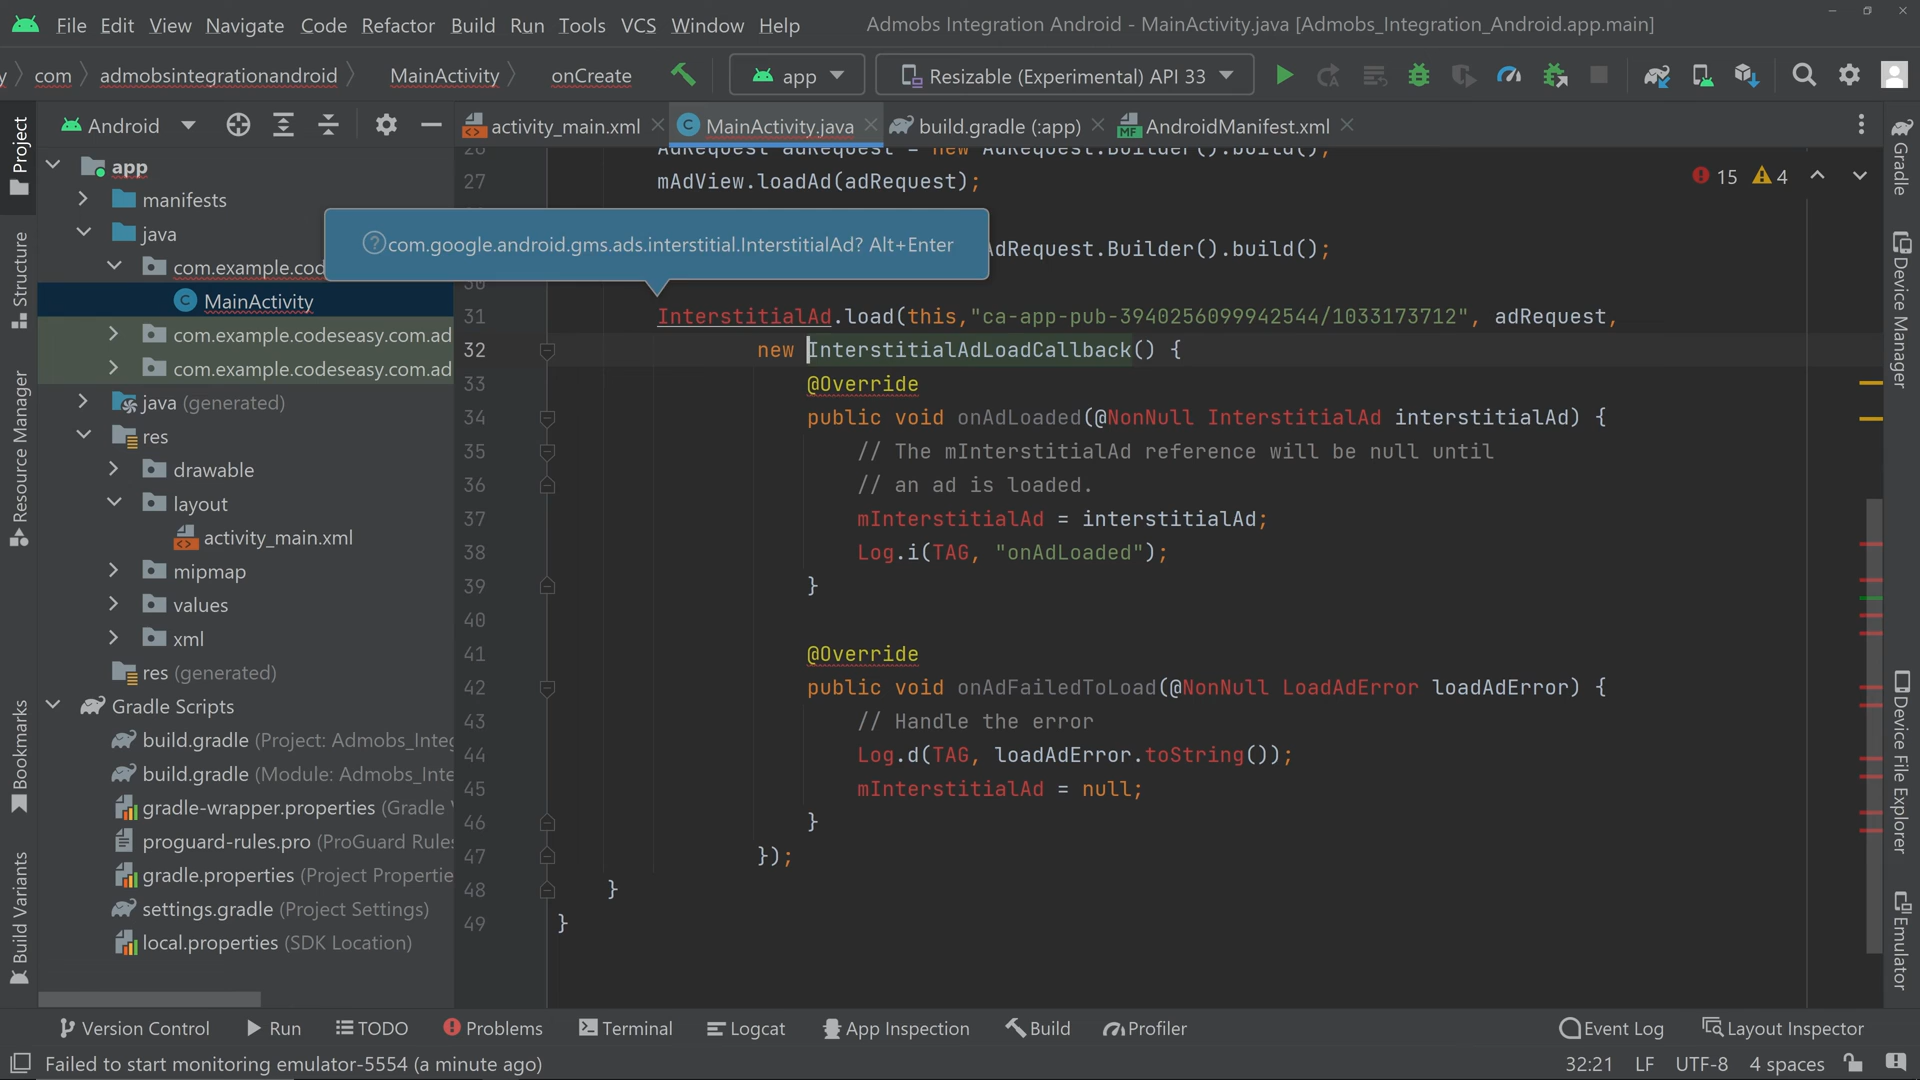 File Edit View Navigate Code Refactor Build Run Tools VCS Window Help Admobs Integration Android - MainActivity.java [Admobs_Integration_Android.app.main]
com admobsintegrationandroid MainActivity onCreate app Resizable (Experimental) API 33
Android activity_main.xml MainActivity.java build.gradle (:app) AndroidManifest.xml
Project
Structure
Resource Manager
Bookmarks
Build Variants
app
manifests
java
com.example.cod
MainActivity
com.example.codeseasy.com.ad
com.example.codeseasy.com.ad
java (generated)
res
drawable
layout
activity_main.xml
mipmap
values
xml
res (generated)
Gradle Scripts
build.gradle (Project: Admobs_Integ
build.gradle (Module: Admobs_Inte
gradle-wrapper.properties (Gradle V
proguard-rules.pro (ProGuard Rules
gradle.properties (Project Propertie
settings.gradle (Project Settings)
local.properties (SDK Location)
15 4
26 AdRequest adRequest = new AdRequest.Builder().build();
27 mAdView.loadAd(adRequest);
com.google.android.gms.ads.interstitial.InterstitialAd? Alt+Enter
AdRequest.Builder().build();
30
31 InterstitialAd.load(this,"ca-app-pub-3940256099942544/1033173712", adRequest,
32 new InterstitialAdLoadCallback() {
33 @Override
34 public void onAdLoaded(@NonNull InterstitialAd interstitialAd) {
35 // The mInterstitialAd reference will be null until
36 // an ad is loaded.
37 mInterstitialAd = interstitialAd;
38 Log.i(TAG, "onAdLoaded");
39 }
40
41 @Override
42 public void onAdFailedToLoad(@NonNull LoadAdError loadAdError) {
43 // Handle the error
44 Log.d(TAG, loadAdError.toString());
45 mInterstitialAd = null;
46 }
47 });
48 }
49 }
Gradle
Device Manager
Device File Explorer
Emulator
Version Control Run TODO Problems Terminal Logcat App Inspection Build Profiler Event Log Layout Inspector
Failed to start monitoring emulator-5554 (a minute ago) 32:21 LF UTF-8 4 spaces